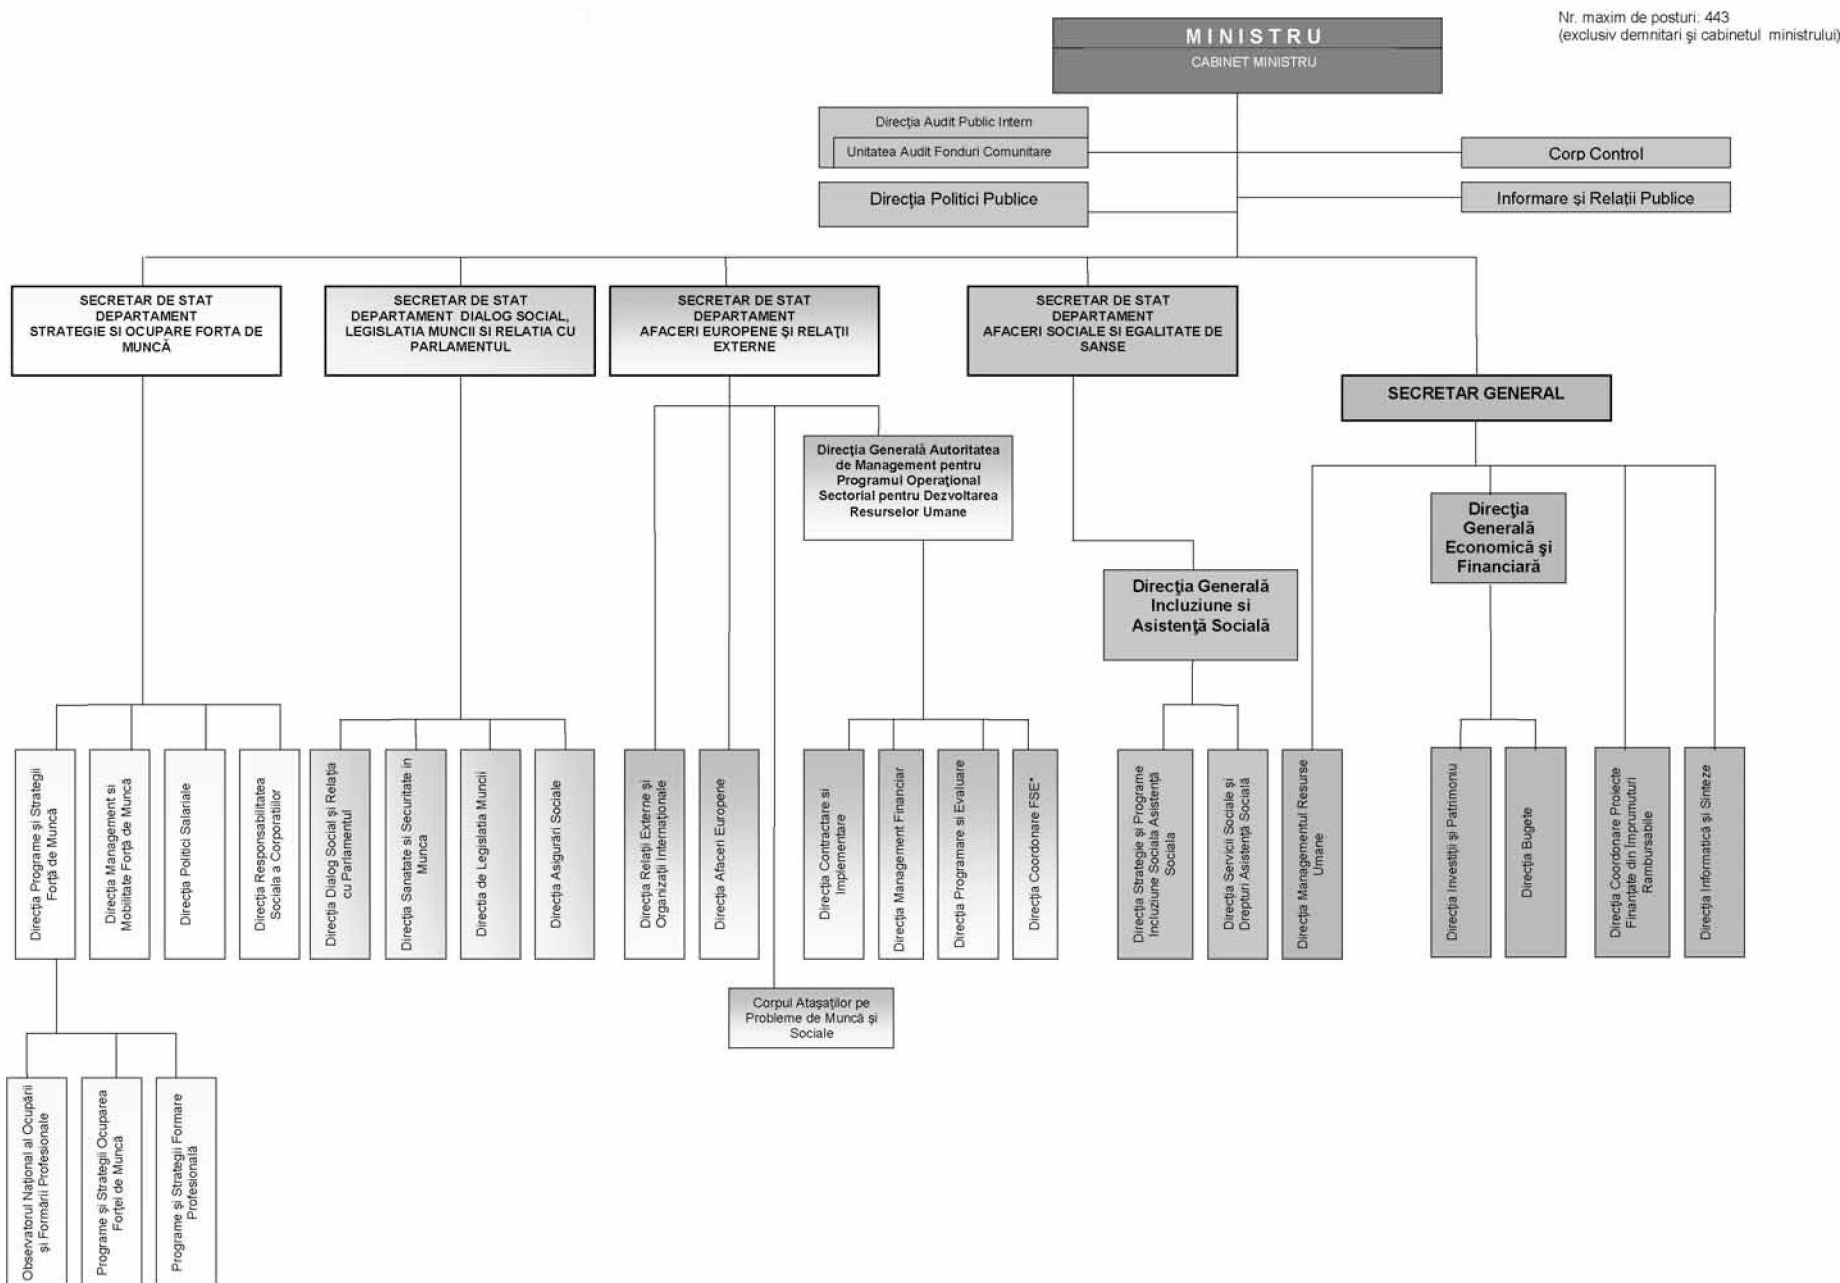 Nr. maxim de posturi: 443
(exclusiv demnitari şi cabinetul ministrului)
MINISTRU
CABINET MINISTRU
Direcţia Audit Public Intern
Unitatea Audit Fonduri Comunitare
Corp Control
Direcţia Politici Publice
Informare şi Relaţii Publice
SECRETAR DE STAT
DEPARTAMENT
STRATEGIE SI OCUPARE FORTA DE
MUNCĂ
SECRETAR DE STAT
DEPARTAMENT DIALOG SOCIAL,
LEGISLATIA MUNCII SI RELATIA CU
PARLAMENTUL
SECRETAR DE STAT
DEPARTAMENT
AFACERI EUROPENE ŞI RELAŢII
EXTERNE
SECRETAR DE STAT
DEPARTAMENT
AFACERI SOCIALE SI EGALITATE DE
SANSE
SECRETAR GENERAL
Direcţia Generală Autoritatea
de Management pentru
Programul Operaţional
Sectorial pentru Dezvoltarea
Resurselor Umane
Direcţia
Generală
Economică şi
Financiară
Direcţia Generală
Incluziune si
Asistenţă Socială
Direcţia Programe şi Strategii
Forţă de Muncă
Direcţia Management si
Mobilitate Forţă de Muncă
Direcţia Politici Salariale
Direcţia Responsabilitatea
Sociala a Corporatiilor
Direcţia Dialog Social şi Relaţia
cu Parlamentul
Direcţia Sanatate si Securitate in
Munca
Directia de Legislatia Muncii
Direcţia Asigurări Sociale
Direcţia Relaţii Externe şi
Organizaţii Internaţionale
Direcţia Afaceri Europene
Direcţia Contractare si
Implementare
Direcţia Management Financiar
Direcţia Programare si Evaluare
Direcţia Coordonare FSE*
Direcţia Strategie şi Programe
Incluziune Sociala Asistenţă
Sociala
Direcţia Servicii Sociale şi
Drepturi Asistenţă Socială
Direcţia Managementul Resurse
Umane
Direcţia Investiţii şi Patrimoniu
Direcţia Bugete
Direcţia Coordonare Proiecte
Finanţate din Împrumuturi
Rambursabile
Direcţia Informatică şi Sinteze
Corpul Ataşaţilor pe
Probleme de Muncă şi
Sociale
Observatorul Naţional al Ocupării
şi Formării Profesionale
Programe şi Strategii Ocuparea
Forţei de Muncă
Programe şi Strategii Formare
Profesională